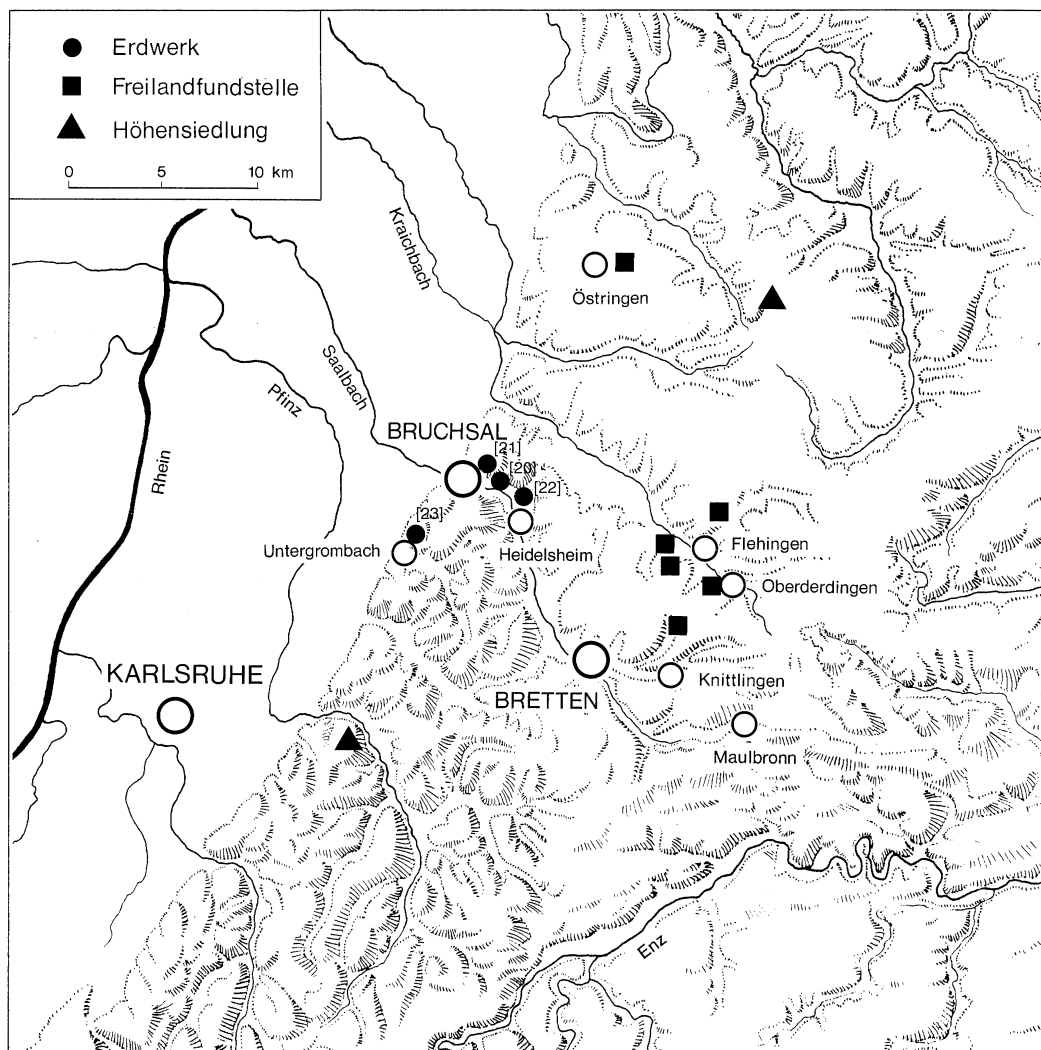 Erdwerk
Freilandfundstelle
Höhensiedlung
0 5 10 km
Kraichbach
Östringen
Saalbach
Pfinz
Rhein
BRUCHSAL
[21]
[20]
[22]
[23]
Untergrombach
Heidelsheim
Flehingen
Oberderdingen
KARLSRUHE
BRETTEN
Knittlingen
Maulbronn
Enz